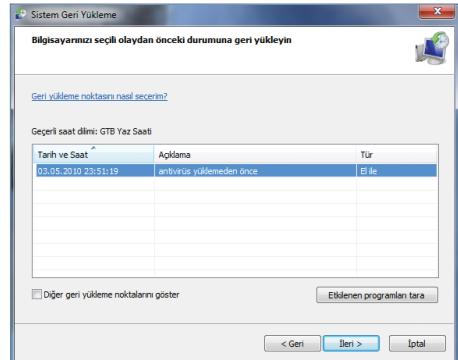 Sistem Geri Yükleme
Bilgisayarınızı seçili olaydan önceki durumuna geri yükleyin
Geri yükleme noktasını nasıl seçerim?
Geçerli saat dilimi: GTB Yaz Saati
Tarih ve Saat Açıklama Tür
03.05.2010 23:51:19 antivirüs yüklemeden önce El ile
Diğer geri yükleme noktalarını göster Etkilenen programları tara
< Geri İleri > İptal